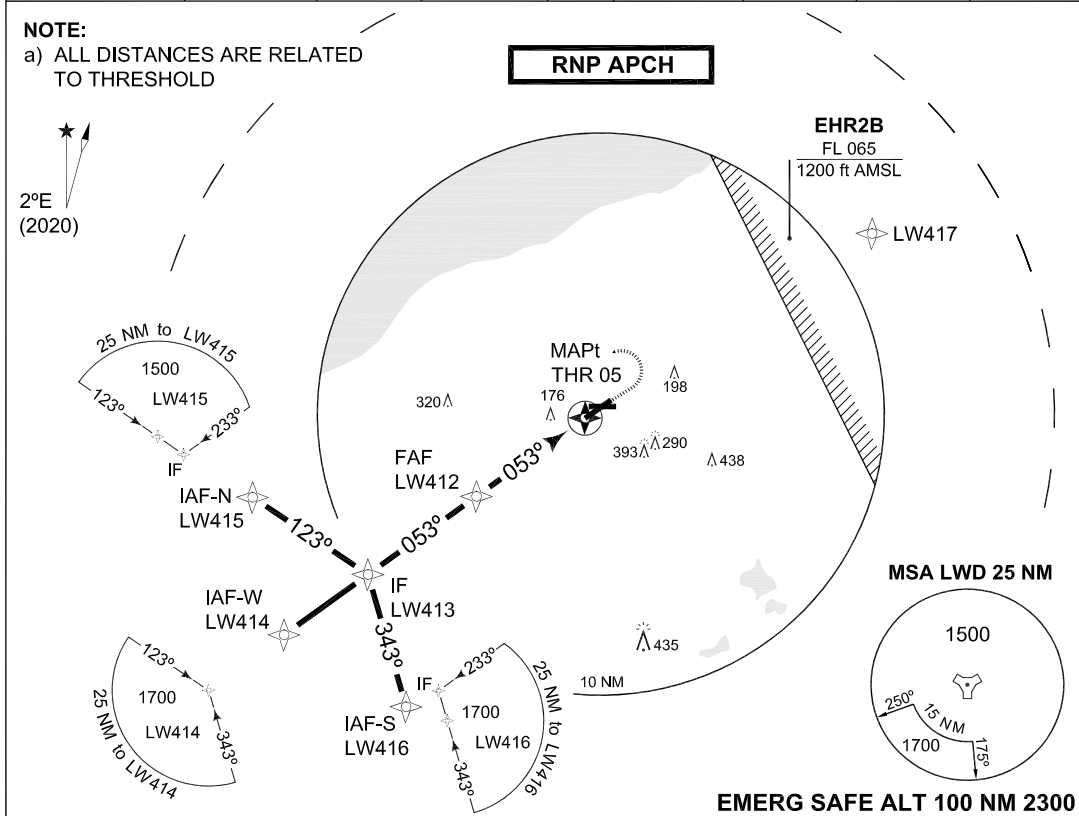 NOTE:
a) ALL DISTANCES ARE RELATED
TO THRESHOLD
RNP APCH
2ºE
(2020)
EHR2B
FL 065
1200 ft AMSL
LW417
25 NM to LW415
1500
LW415
123º
233º
IF
MAPt
THR 05
320
176
198
393
290
438
FAF
LW412
053º
IAF-N
LW415
123º
053º
IF
LW413
IAF-W
LW414
343º
IAF-S
LW416
123º
1700
LW414
343º
25 NM to LW414
IF
233º
1700
LW416
343º
25 NM to LW416
435
10 NM
MSA LWD 25 NM
1500
250º
15 NM
1700
175º
EMERG SAFE ALT 100 NM 2300